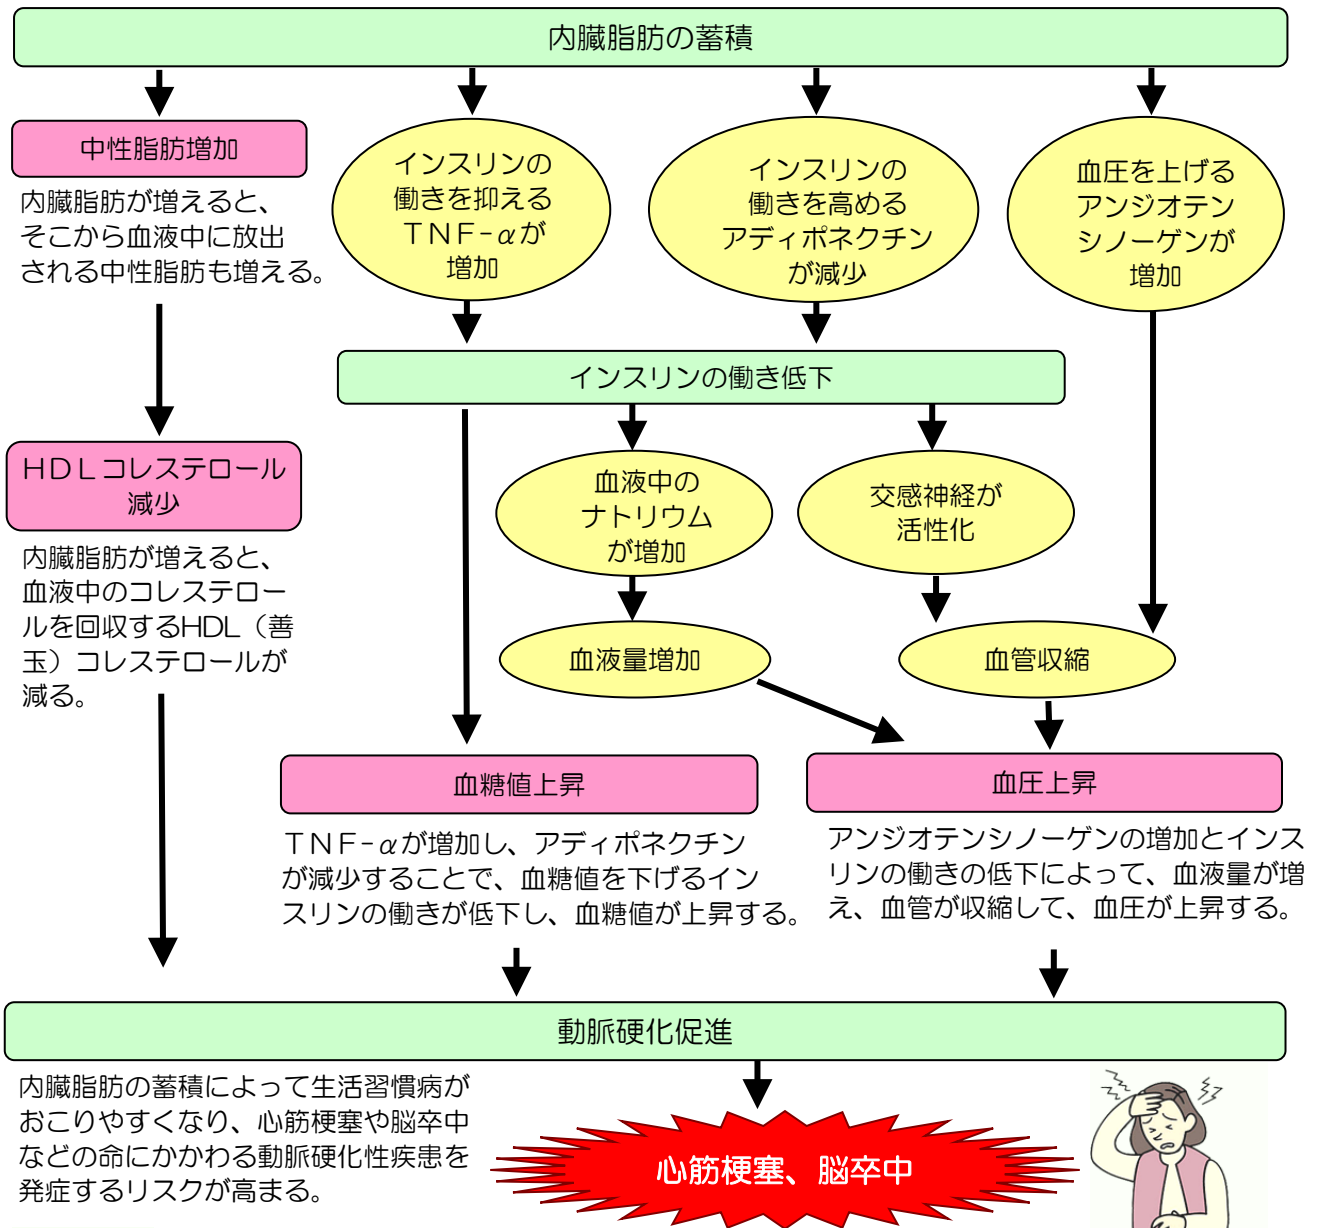 内臓脂肪の蓄積
中性脂肪増加
内臓脂肪が増えると、
そこから血液中に放出
される中性脂肪も増える。
インスリンの
働きを抑える
ＴＮＦ-αが
増加
インスリンの
働きを高める
アディポネクチン
が減少
血圧を上げる
アンジオテン
シノーゲンが
増加
インスリンの働き低下
ＨＤＬコレステロール
減少
内臓脂肪が増えると、
血液中のコレステロー
ルを回収するHDL（善
玉）コレステロールが
減る。
血液中の
ナトリウム
が増加
交感神経が
活性化
血液量増加
血管収縮
血糖値上昇
ＴＮＦ-αが増加し、アディポネクチン
が減少することで、血糖値を下げるイン
スリンの働きが低下し、血糖値が上昇する。
血圧上昇
アンジオテンシノーゲンの増加とインス
リンの働きの低下によって、血液量が増
え、血管が収縮して、血圧が上昇する。
動脈硬化促進
内臓脂肪の蓄積によって生活習慣病が
おこりやすくなり、心筋梗塞や脳卒中
などの命にかかわる動脈硬化性疾患を
発症するリスクが高まる。
心筋梗塞、脳卒中